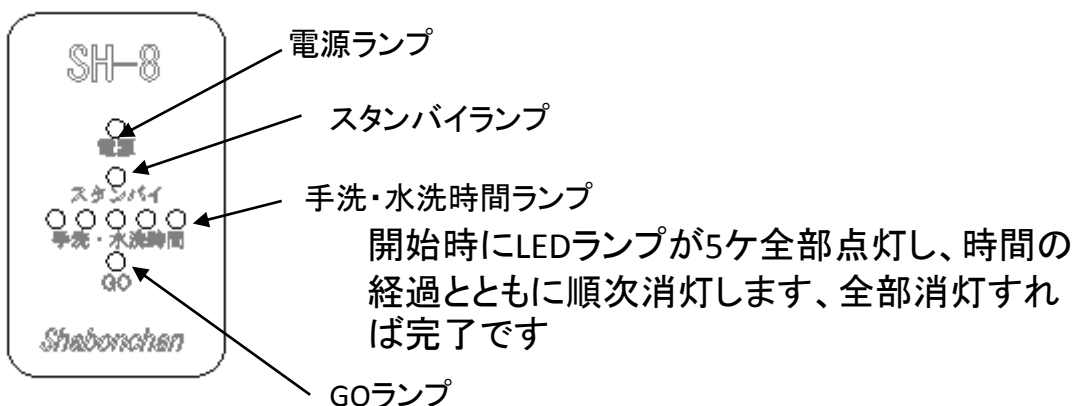 SH-8
電源ランプ
電源
スタンバイランプ
スタンバイ
手洗・水洗時間ランプ
手洗・水洗時間
開始時にLEDランプが5ケ全部点灯し、時間の
経過とともに順次消灯します、全部消灯すれ
ば完了です
GO
Shabonchan
GOランプ